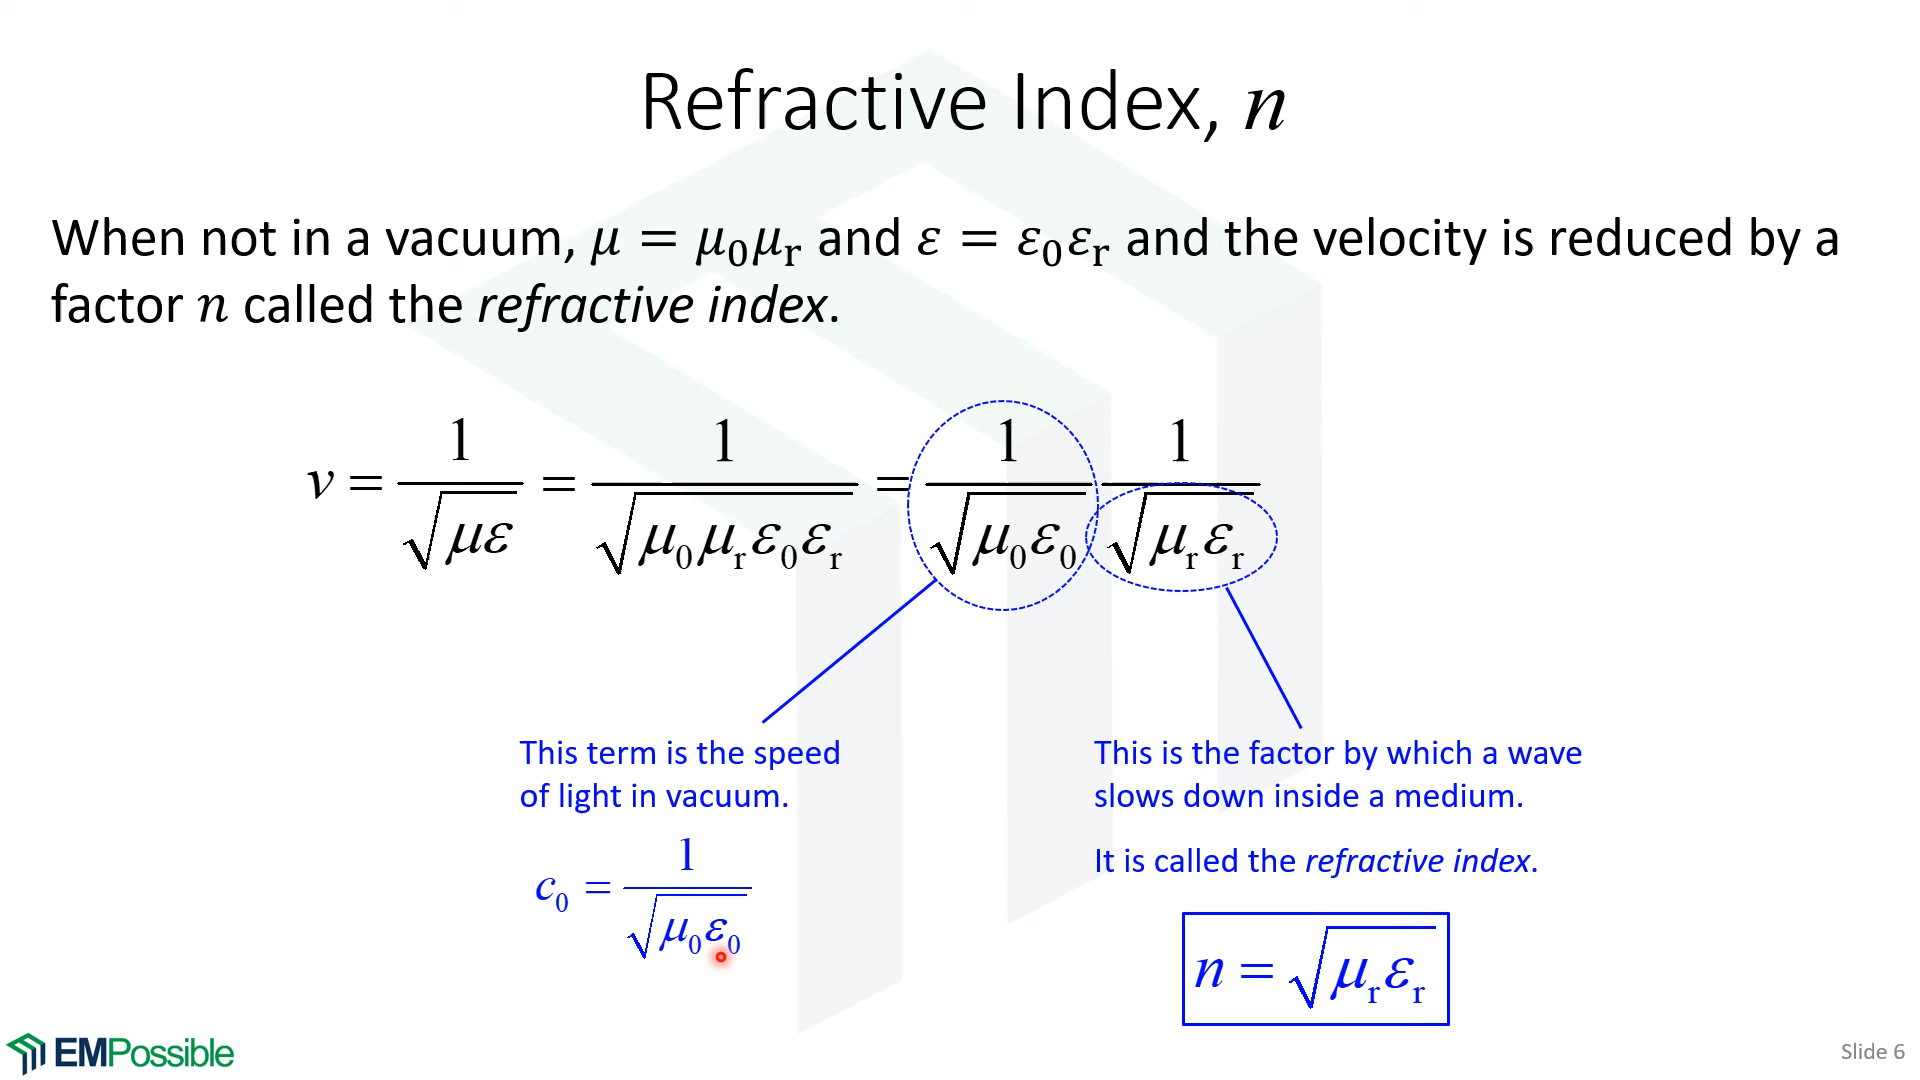 Refractive Index, n
When not in a vacuum, μ = μ₀μᵣ and ε = ε₀εᵣ and the velocity is reduced by a
factor n called the refractive index.
v = 1/√(με) = 1/√(μ₀μᵣε₀εᵣ) = 1/√(μ₀ε₀) 1/√(μᵣεᵣ)
This term is the speed
of light in vacuum.
c₀ = 1/√(μ₀ε₀)
This is the factor by which a wave
slows down inside a medium.
It is called the refractive index.
n = √(μᵣεᵣ)
EMPossible
Slide 6